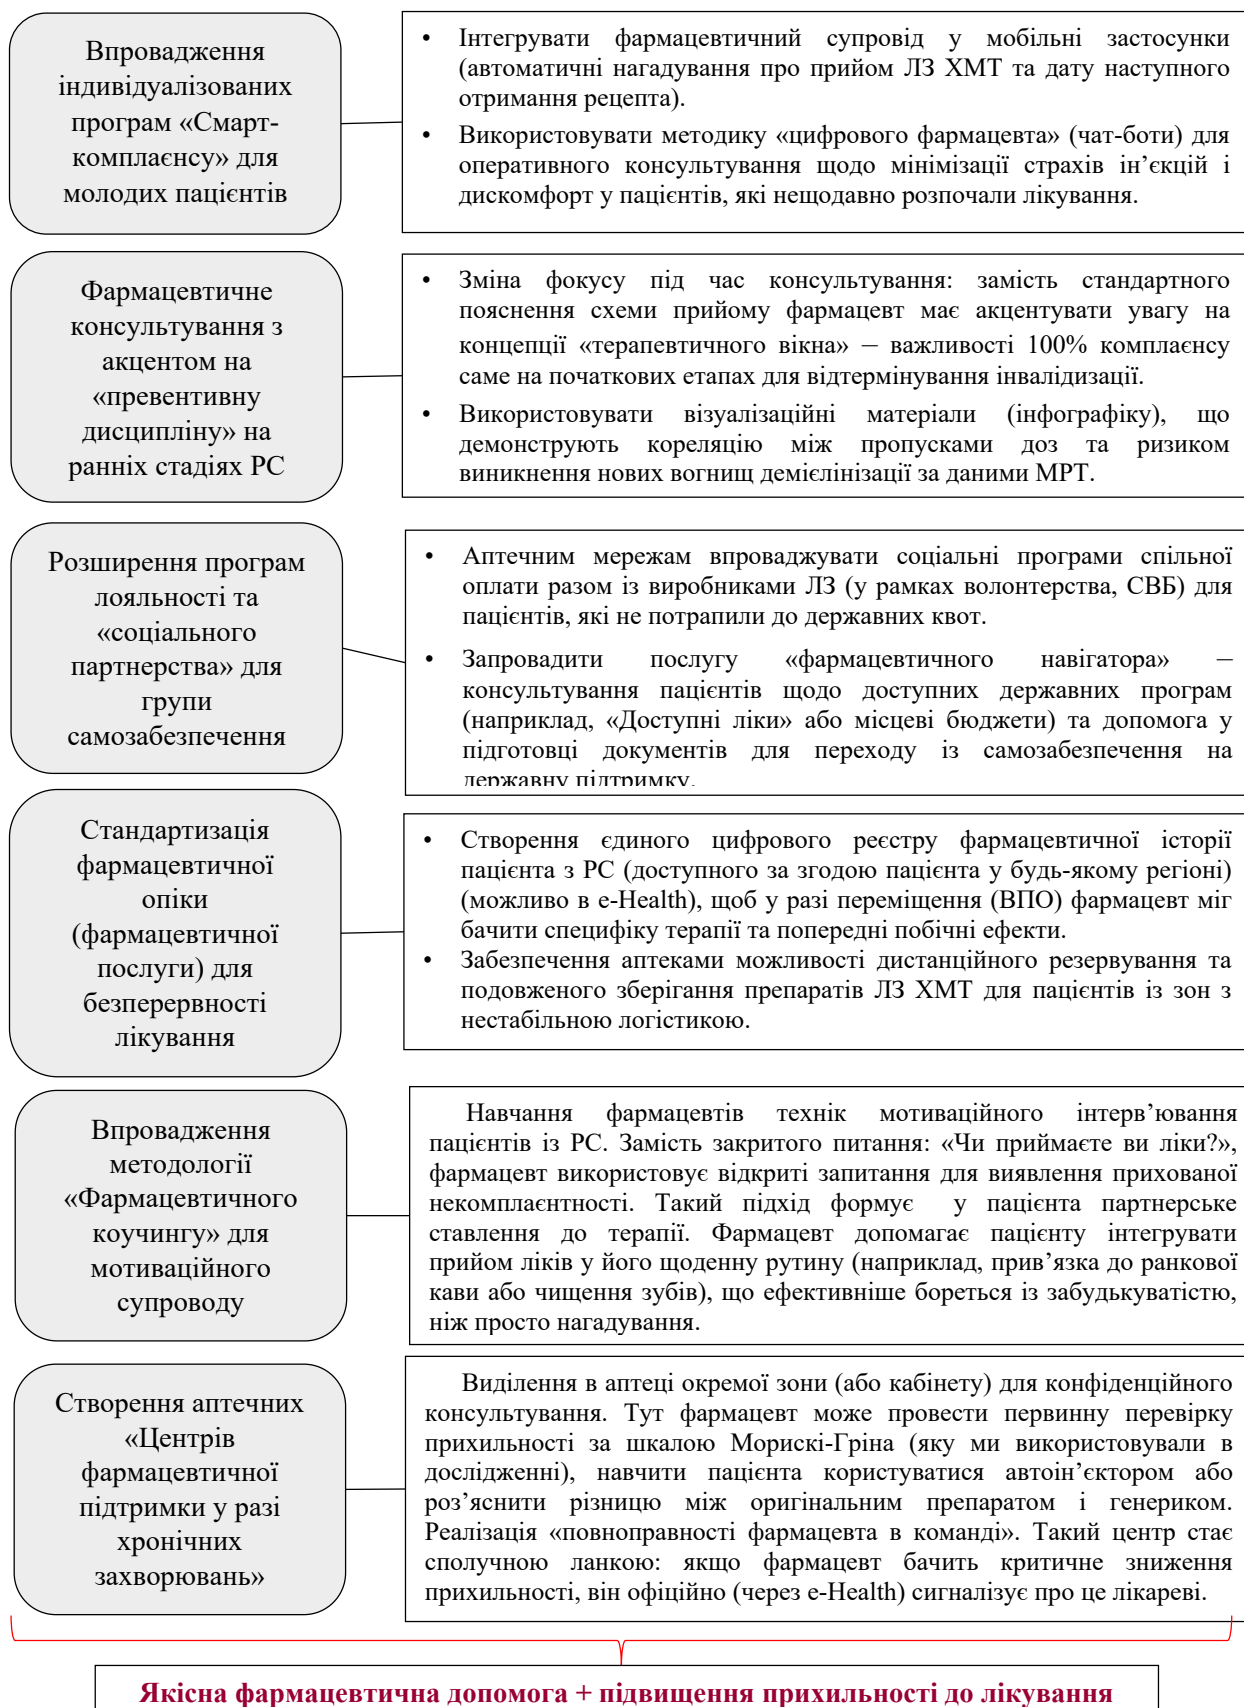 Впровадження
індивідуалізованих
програм «Смарт-
комплаєнсу» для
молодих пацієнтів
• Інтегрувати фармацевтичний супровід у мобільні застосунки
(автоматичні нагадування про прийом ЛЗ ХМТ та дату наступного
отримання рецепта).
• Використовувати методику «цифрового фармацевта» (чат-боти) для
оперативного консультування щодо мінімізації страхів ін’єкцій і
дискомфорт у пацієнтів, які нещодавно розпочали лікування.
Фармацевтичне
консультування з
акцентом на
«превентивну
дисципліну» на
ранніх стадіях РС
• Зміна фокусу під час консультування: замість стандартного
пояснення схеми прийому фармацевт має акцентувати увагу на
концепції «терапевтичного вікна» – важливості 100% комплаєнсу
саме на початкових етапах для відтермінування інвалідизації.
• Використовувати візуалізаційні матеріали (інфографіку), що
демонструють кореляцію між пропусками доз та ризиком
виникнення нових вогнищ демієлінізації за даними МРТ.
Розширення програм
лояльності та
«соціального
партнерства» для
групи
самозабезпечення
• Аптечним мережам впроваджувати соціальні програми спільної
оплати разом із виробниками ЛЗ (у рамках волонтерства, СВБ) для
пацієнтів, які не потрапили до державних квот.
• Запровадити послугу «фармацевтичного навігатора» –
консультування пацієнтів щодо доступних державних програм
(наприклад, «Доступні ліки» або місцеві бюджети) та допомога у
підготовці документів для переходу із самозабезпечення на
державну підтримку.
Стандартизація
фармацевтичної
опіки
(фармацевтичної
послуги) для
безперервності
лікування
• Створення єдиного цифрового реєстру фармацевтичної історії
пацієнта з РС (доступного за згодою пацієнта у будь-якому регіоні)
(можливо в e-Health), щоб у разі переміщення (ВПО) фармацевт міг
бачити специфіку терапії та попередні побічні ефекти.
• Забезпечення аптеками можливості дистанційного резервування та
подовженого зберігання препаратів ЛЗ ХМТ для пацієнтів із зон з
нестабільною логістикою.
Впровадження
методології
«Фармацевтичного
коучингу» для
мотиваційного
супроводу
Навчання фармацевтів технік мотиваційного інтерв’ювання
пацієнтів із РС. Замість закритого питання: «Чи приймаєте ви ліки?»,
фармацевт використовує відкриті запитання для виявлення прихованої
некомплаєнтності. Такий підхід формує у пацієнта партнерське
ставлення до терапії. Фармацевт допомагає пацієнту інтегрувати
прийом ліків у його щоденну рутину (наприклад, прив’язка до ранкової
кави або чищення зубів), що ефективніше бореться із забудькуватістю,
ніж просто нагадування.
Створення аптечних
«Центрів
фармацевтичної
підтримки у разі
хронічних
захворювань»
Виділення в аптеці окремої зони (або кабінету) для конфіденційного
консультування. Тут фармацевт може провести первинну перевірку
прихильності за шкалою Морискі-Гріна (яку ми використовували в
дослідженні), навчити пацієнта користуватися автоін’єктором або
роз’яснити різницю між оригінальним препаратом і генериком.
Реалізація «повноправності фармацевта в команді». Такий центр стає
сполучною ланкою: якщо фармацевт бачить критичне зниження
прихильності, він офіційно (через e-Health) сигналізує про це лікареві.
Якісна фармацевтична допомога + підвищення прихильності до лікування